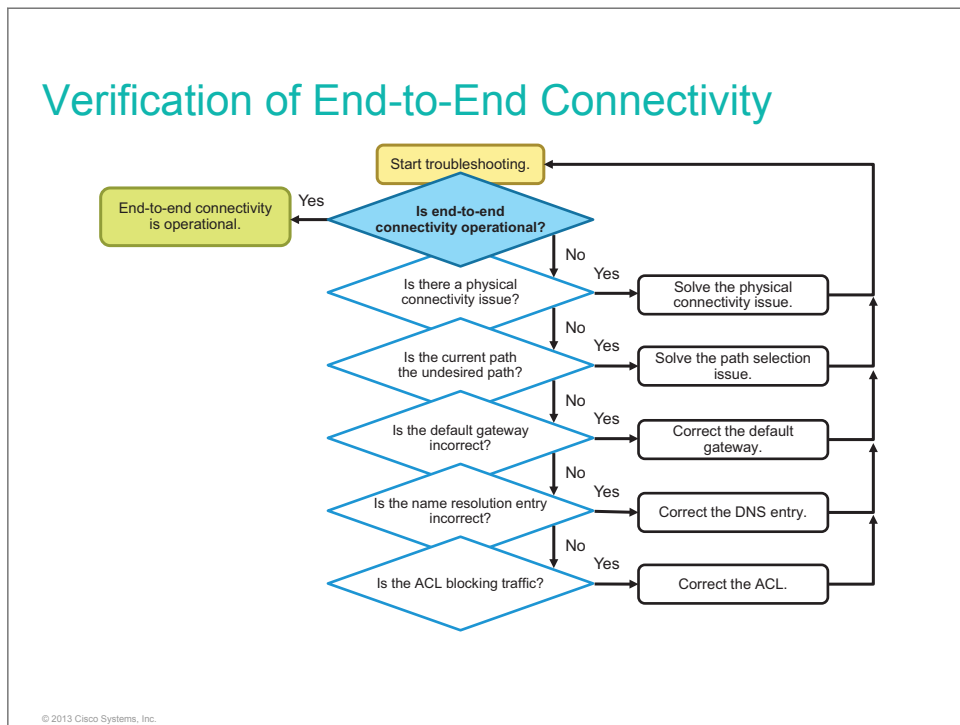 Verification of End-to-End Connectivity
Start troubleshooting.
End-to-end connectivity
is operational.
Yes
Is end-to-end
connectivity operational?
No
Is there a physical
connectivity issue?
Yes
Solve the physical
connectivity issue.
No
Is the current path
the undesired path?
Yes
Solve the path selection
issue.
No
Is the default gateway
incorrect?
Yes
Correct the default
gateway.
No
Is the name resolution entry
incorrect?
Yes
Correct the DNS entry.
No
Is the ACL blocking traffic?
Yes
Correct the ACL.
© 2013 Cisco Systems, Inc.